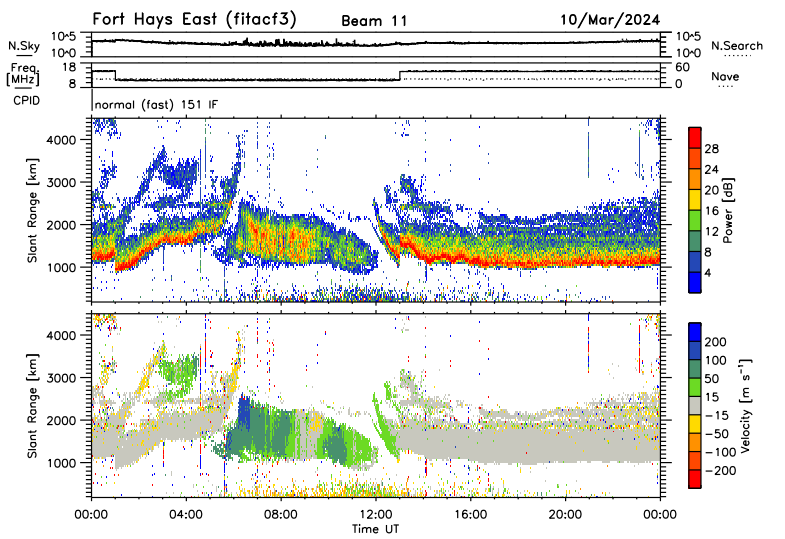 Fort Hays East (fitacf3) Beam 11 10/Mar/2024
N.Sky 10^5 10^0 10^5 10^0 N.Search
Freq. [MHz] 18 8 60 0 Nave
CPID normal (fast) 151 IF
Slant Range [km] 4000 3000 2000 1000
28 24 20 16 12 8 4 Power [dB]
Slant Range [km] 4000 3000 2000 1000
200 100 50 15 -15 -50 -100 -200 Velocity [m s⁻¹]
00:00 04:00 08:00 12:00 16:00 20:00 00:00
Time UT